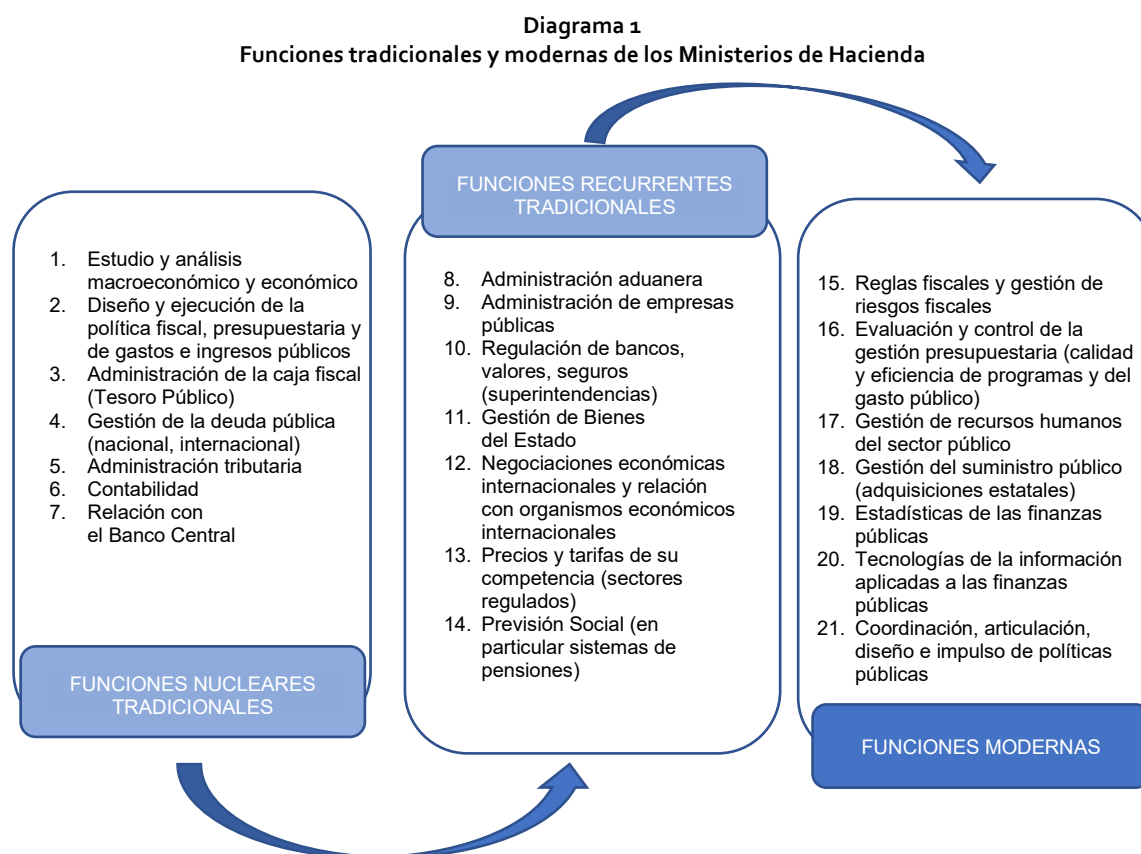 Diagrama 1
Funciones tradicionales y modernas de los Ministerios de Hacienda
1. Estudio y análisis
macroeconómico y económico
2. Diseño y ejecución de la
política fiscal, presupuestaria y
de gastos e ingresos públicos
3. Administración de la caja fiscal
(Tesoro Público)
4. Gestión de la deuda pública
(nacional, internacional)
5. Administración tributaria
6. Contabilidad
7. Relación con
el Banco Central
FUNCIONES NUCLEARES
TRADICIONALES
FUNCIONES RECURRENTES
TRADICIONALES
8. Administración aduanera
9. Administración de empresas
públicas
10. Regulación de bancos,
valores, seguros
(superintendencias)
11. Gestión de Bienes
del Estado
12. Negociaciones económicas
internacionales y relación
con organismos económicos
internacionales
13. Precios y tarifas de su
competencia (sectores
regulados)
14. Previsión Social (en
particular sistemas de
pensiones)
15. Reglas fiscales y gestión de
riesgos fiscales
16. Evaluación y control de la
gestión presupuestaria (calidad
y eficiencia de programas y del
gasto público)
17. Gestión de recursos humanos
del sector público
18. Gestión del suministro público
(adquisiciones estatales)
19. Estadísticas de las finanzas
públicas
20. Tecnologías de la información
aplicadas a las finanzas
públicas
21. Coordinación, articulación,
diseño e impulso de políticas
públicas
FUNCIONES MODERNAS